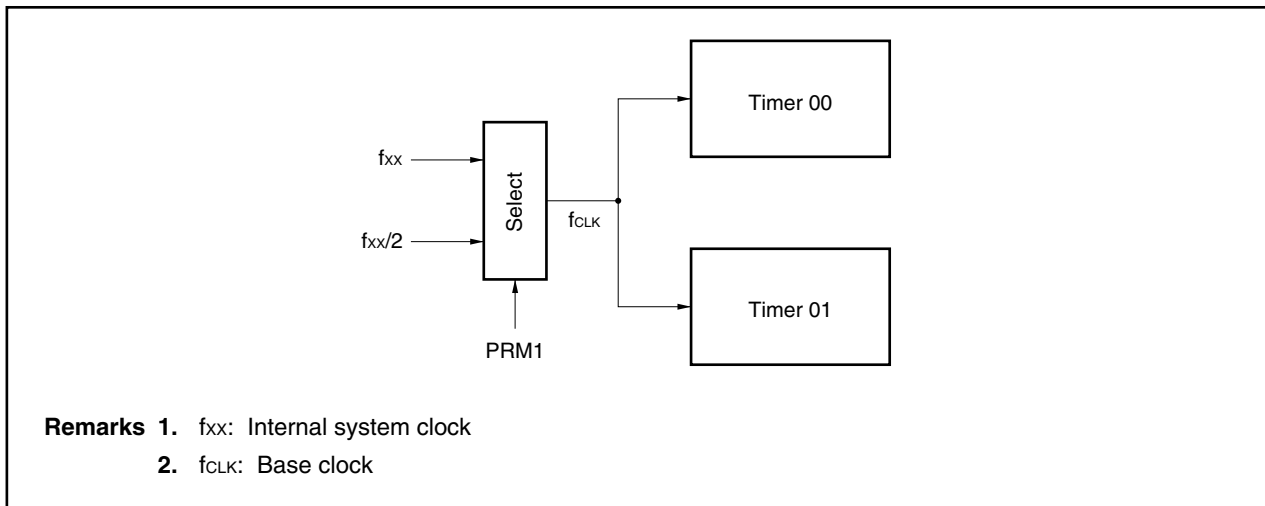 Timer 00
fxx
Select
fCLK
fxx/2
Timer 01
PRM1
Remarks 1. fxx: Internal system clock
2. fCLK: Base clock